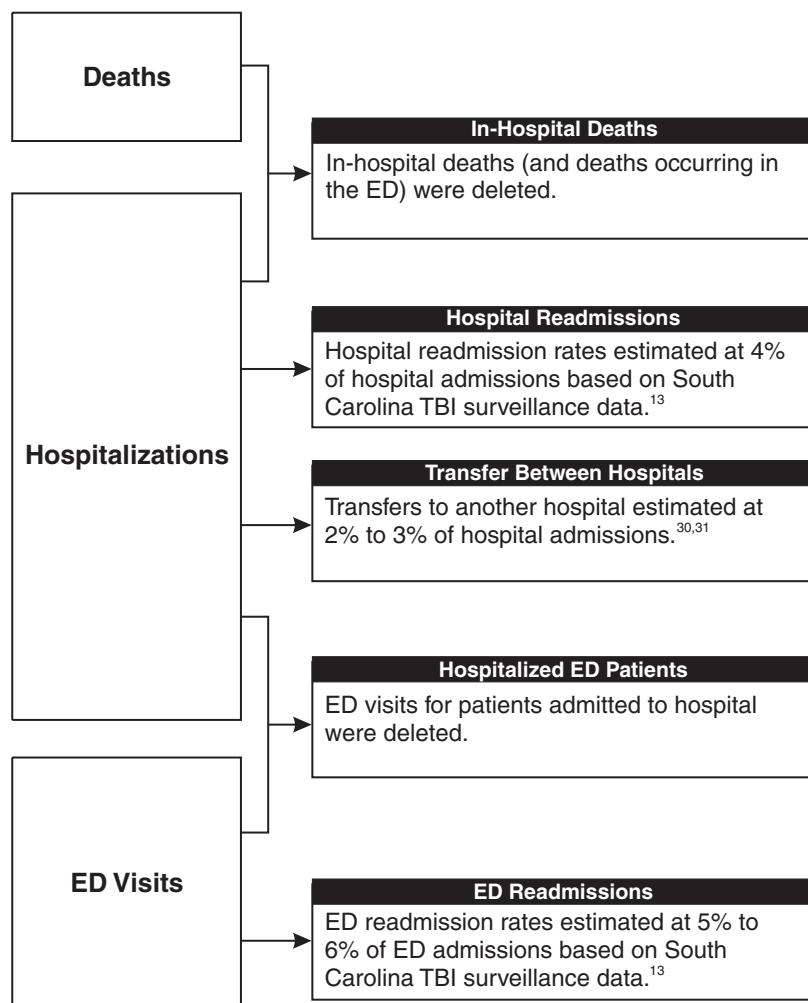 Deaths
In-Hospital Deaths
In-hospital deaths (and deaths occurring in
the ED) were deleted.
Hospital Readmissions
Hospital readmission rates estimated at 4%
of hospital admissions based on South
Carolina TBI surveillance data.¹³
Hospitalizations
Transfer Between Hospitals
Transfers to another hospital estimated at
2% to 3% of hospital admissions.³⁰,³¹
Hospitalized ED Patients
ED visits for patients admitted to hospital
were deleted.
ED Visits
ED Readmissions
ED readmission rates estimated at 5% to
6% of ED admissions based on South
Carolina TBI surveillance data.¹³